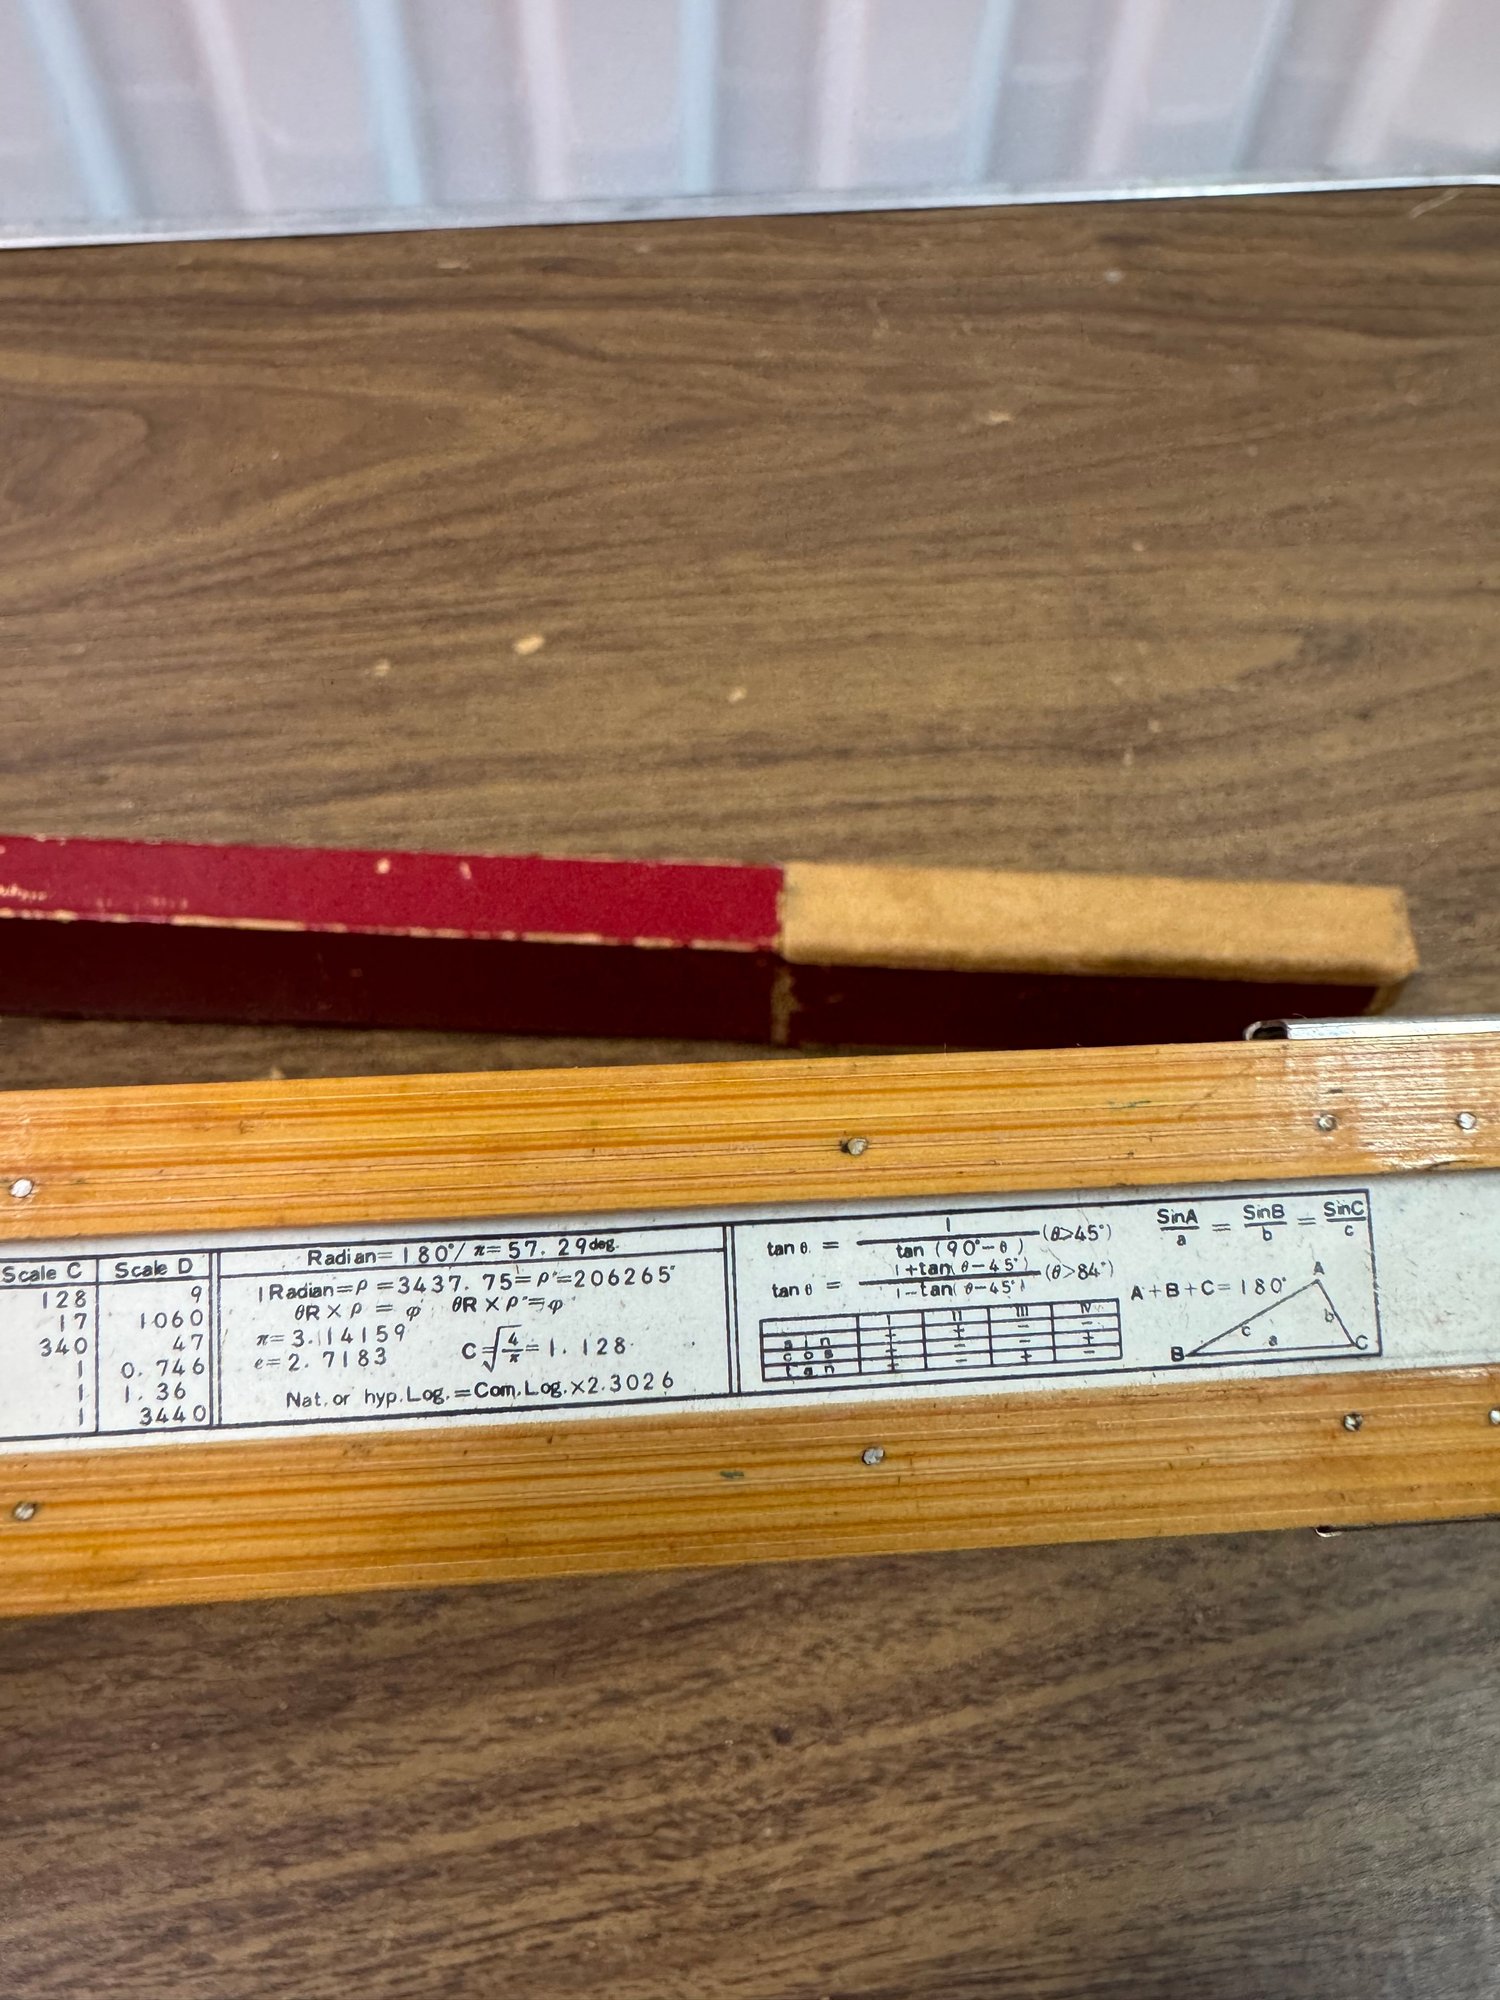 Scale C Scale D
128 9
17 1060
340 47
1 0.746
1 1.36
1 3440
Radian=180°/π=57.29deg.
1Radian=ρ=3437.75=ρ"=206265"
θR×ρ'=φ' θR×ρ"=φ"
π=3.14159
e=2.7183
C√4/π=1.128
Nat. or hyp. Log.=Com. Log.×2.3026
tan θ = 1/tan (90°-θ) (θ>45°)
tan θ = 1+tan(θ-45°)/1-tan(θ-45°) (θ>84°)
I II III IV
sin + + - -
cos + - - +
tan + - + -
SinA/a = SinB/b = SinC/c
A+B+C=180°
A
c b
a
B C